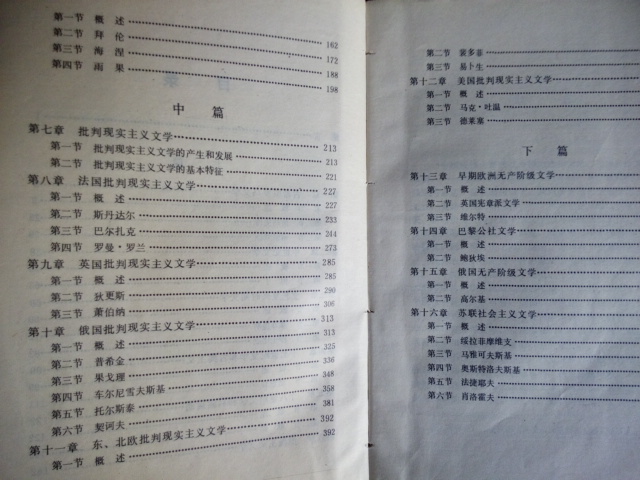 第一节 概 述 162
第二节 拜 伦 172
第三节 海 涅 188
第四节 雨 果 198
中 篇
第七章 批判现实主义文学 213
第一节 批判现实主义文学的产生和发展 213
第二节 批判现实主义文学的基本特征 221
第八章 法国批判现实主义文学 227
第一节 概 述 227
第二节 斯丹达尔 233
第三节 巴尔扎克 244
第四节 罗曼·罗兰 273
第九章 英国批判现实主义文学 285
第一节 概 述 285
第二节 狄更斯 290
第三节 萧伯纳 306
第十章 俄国批判现实主义文学 313
第一节 概 述 313
第二节 普希金 325
第三节 果戈理 336
第四节 车尔尼雪夫斯基 348
第五节 托尔斯泰 358
第六节 契诃夫 381
第十一章 东、北欧批判现实主义文学 392
第一节 概 述 392
第二节 裴多菲
第三节 易卜生
第十二章 美国批判现实主义文学
第一节 概 述
第二节 马克·吐温
第三节 德莱塞
下 篇
第十三章 早期欧洲无产阶级文学
第一节 概 述
第二节 英国宪章派文学
第三节 维尔特
第十四章 巴黎公社文学
第一节 概 述
第二节 鲍狄埃
第十五章 俄国无产阶级文学
第一节 概 述
第二节 高尔基
第十六章 苏联社会主义文学
第一节 概 述
第二节 绥拉菲摩维支
第三节 马雅可夫斯基
第四节 奥斯特洛夫斯基
第五节 法捷耶夫
第六节 肖洛霍夫